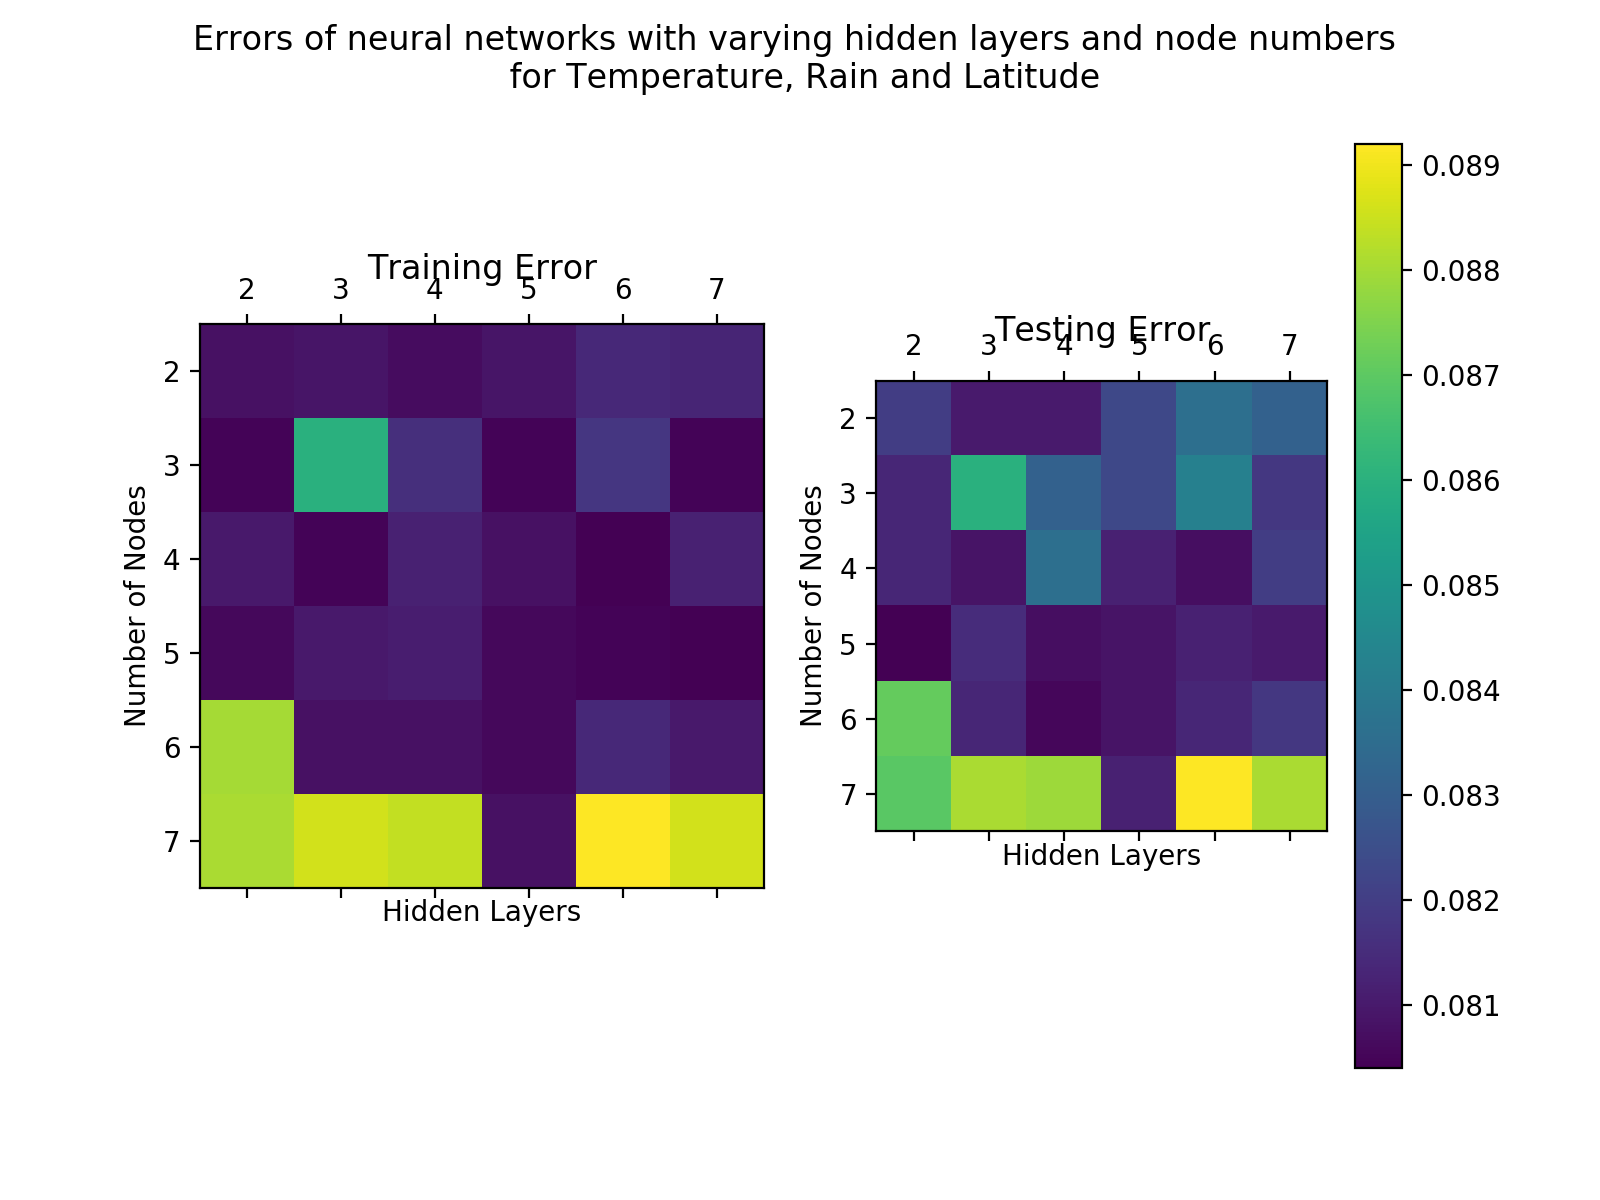 Errors of neural networks with varying hidden layers and node numbers
for Temperature, Rain and Latitude
Training Error
2 3 4 5 6 7
Number of Nodes
2
3
4
5
6
7
Hidden Layers
Testing Error
2 3 4 5 6 7
Number of Nodes
2
3
4
5
6
7
Hidden Layers
0.089
0.088
0.087
0.086
0.085
0.084
0.083
0.082
0.081